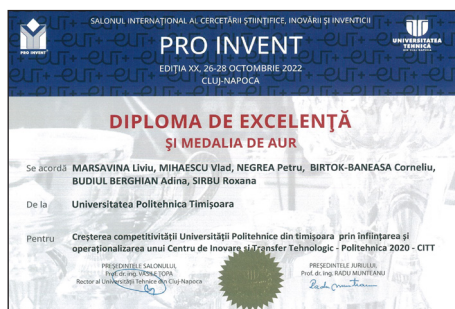 SALONUL INTERNAȚIONAL AL CERCETĂRII ȘTIINȚIFICE, INOVĂRII ȘI INVENTICII
PRO INVENT
PRO INVENT
UNIVERSITATEA
TEHNICĂ
DIN CLUJ-NAPOCA
EDIȚIA XX, 26-28 OCTOMBRIE 2022
CLUJ-NAPOCA
DIPLOMA DE EXCELENŢĂ
ȘI MEDALIA DE AUR
Se acordă MARSAVINA Liviu, MIHAESCU Vlad, NEGREA Petru, BIRTOK-BANEASA Corneliu,
BUDIUL BERGHIAN Adina, SIRBU Roxana
De la Universitatea Politehnica Timișoara
Pentru Creșterea competitivității Universității Politehnice din timișoara prin înființarea și
operaționalizarea unui Centru de Inovare și Transfer Tehnologic - Politehnica 2020 - CITT
PREȘEDINTELE SALONULUI,
Prof. dr. ing. VASILE ȚOPA
Rector al Universității Tehnice din Cluj-Napoca
PREȘEDINTELE JURIULUI,
Prof. dr. ing. RADU MUNTEANU